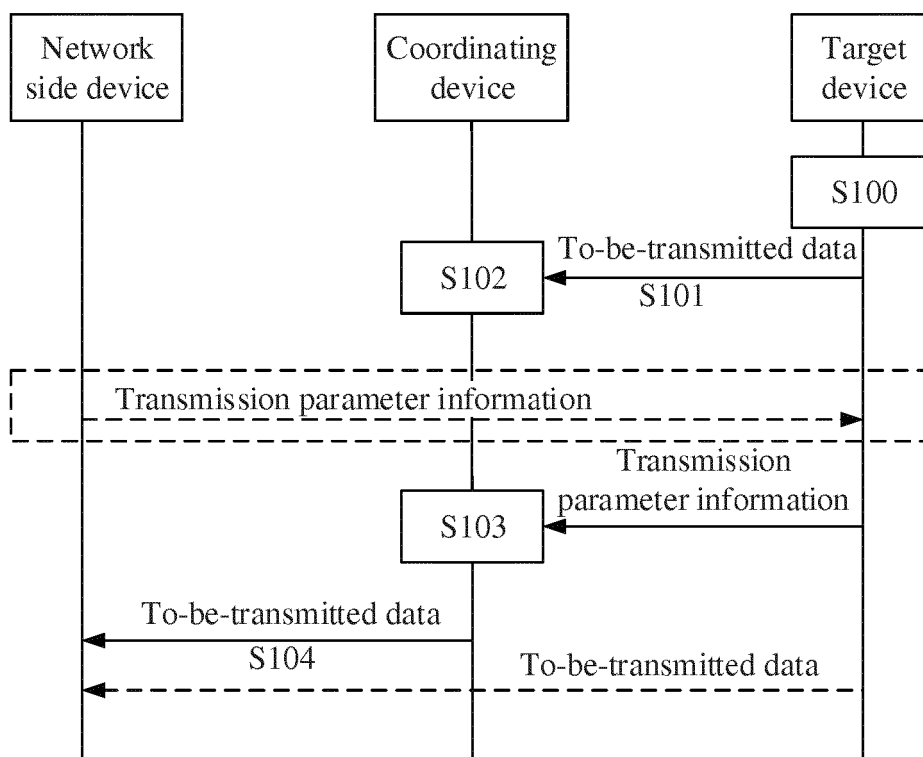 Network
side device
Coordinating
device
Target
device
S100
To-be-transmitted data
S102
S101
Transmission parameter information
Transmission
parameter information
S103
To-be-transmitted data
S104
To-be-transmitted data